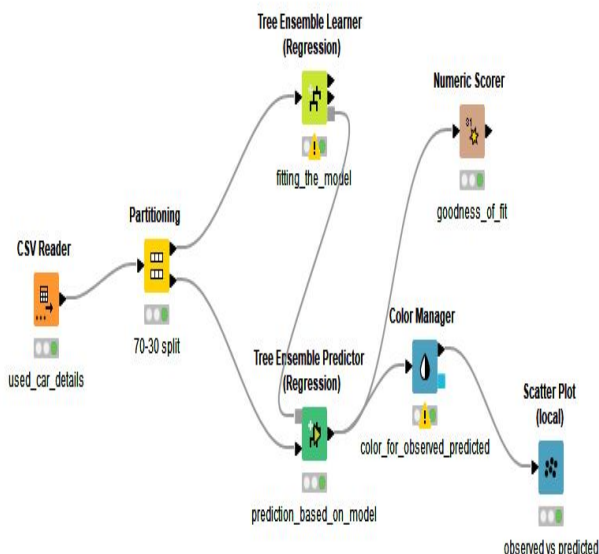 Tree Ensemble Learner
(Regression)
fitting_the_model
Numeric Scorer
goodness_of_fit
Partitioning
70-30 split
CSV Reader
used_car_details
Tree Ensemble Predictor
(Regression)
prediction_based_on_model
Color Manager
color_for_observed_predicted
Scatter Plot
(local)
observed vs predicted